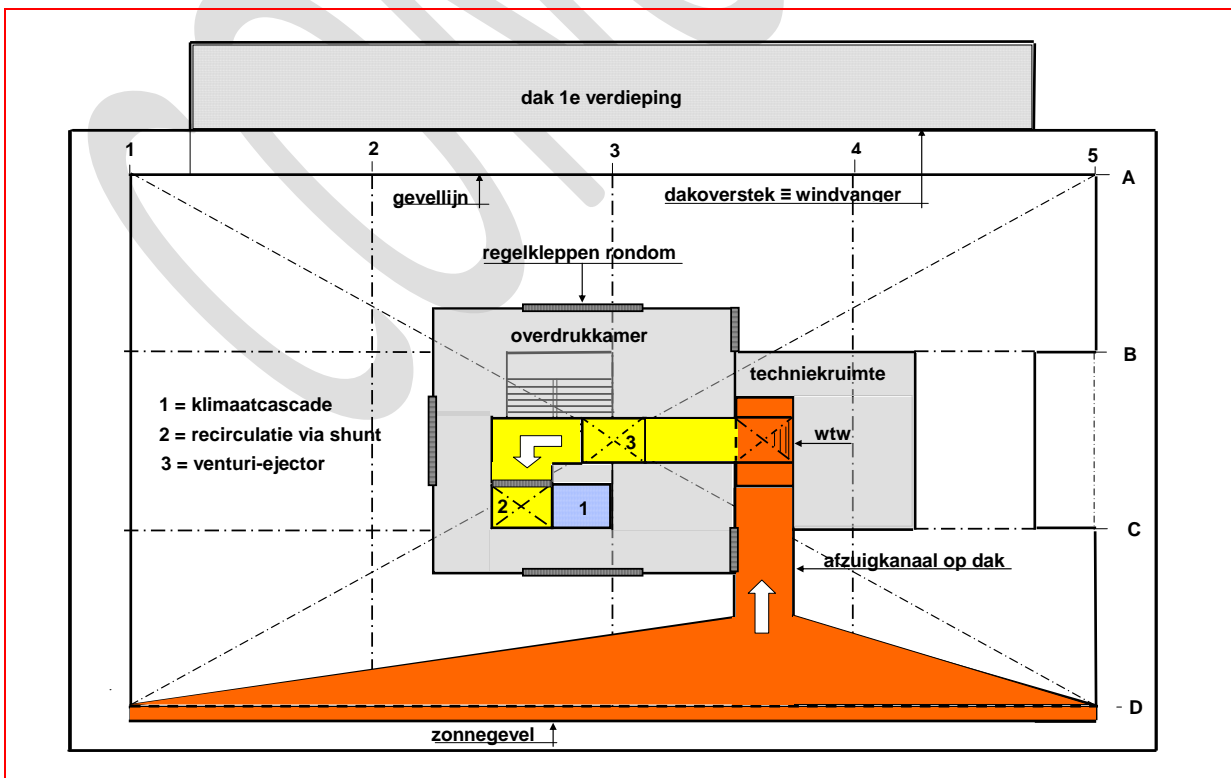 dak 1e verdieping
1
2
3
4
5
A
gevellijn
dakoverstek ≡ windvanger
regelkleppen rondom
overdrukkamer
B
techniekruimte
1 = klimaatcascade
2 = recirculatie via shunt
3 = venturi-ejector
3
wtw
2
1
C
afzuigkanaal op dak
D
zonnegevel